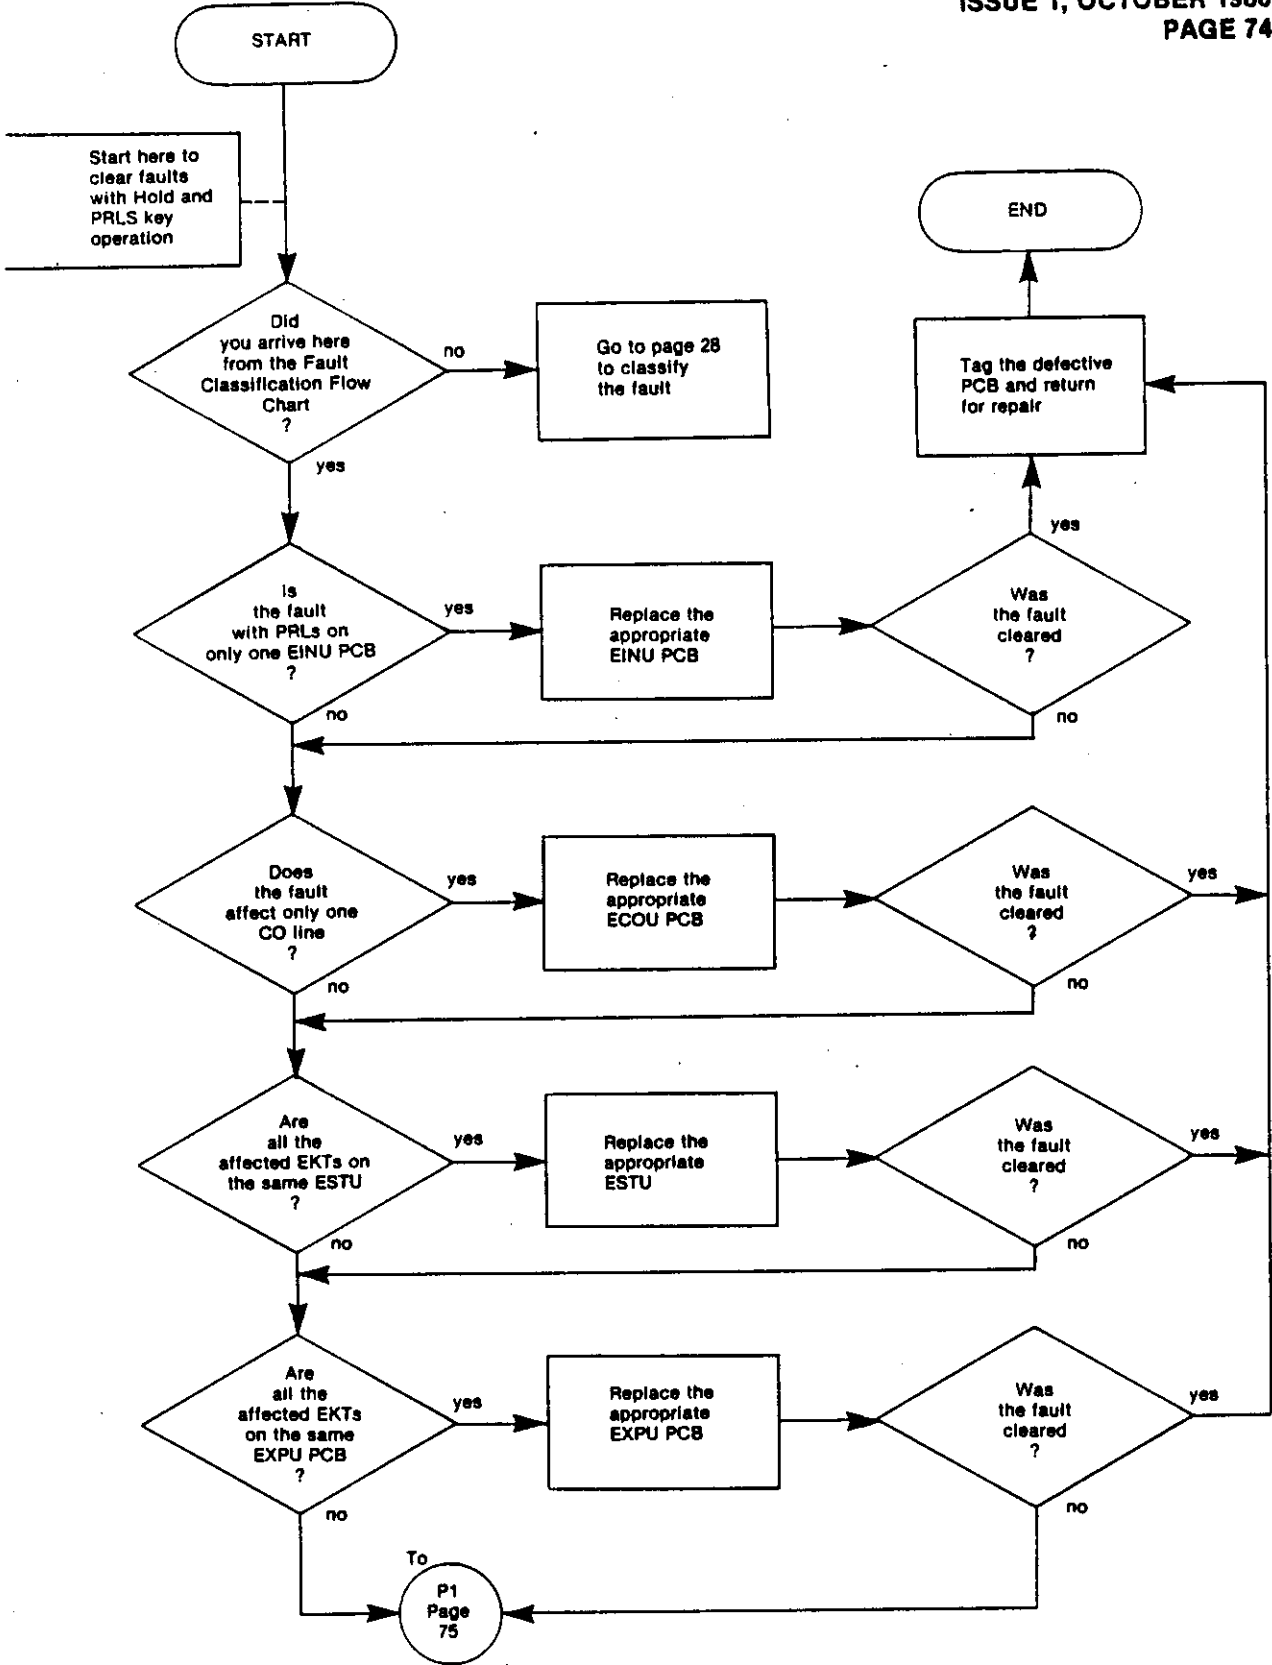 PAGE 74
START
Start here to
clear faults
with Hold and
PRLS key
operation
END
Did
you arrive here
from the Fault
Classification Flow
Chart
?
no
Go to page 28
to classify
the fault
Tag the defective
PCB and return
for repair
yes
yes
Is
the fault
with PRLs on
only one EINU PCB
?
yes
Replace the
appropriate
EINU PCB
Was
the fault
cleared
?
no
no
Does
the fault
affect only one
CO line
?
yes
Replace the
appropriate
ECOU PCB
Was
the fault
cleared
?
yes
no
no
Are
all the
affected EKTs on
the same ESTU
?
yes
Replace the
appropriate
ESTU
Was
the fault
cleared
?
yes
no
no
Are
all the
affected EKTs
on the same
EXPU PCB
?
yes
Replace the
appropriate
EXPU PCB
Was
the fault
cleared
?
yes
no
no
To
P1
Page
75